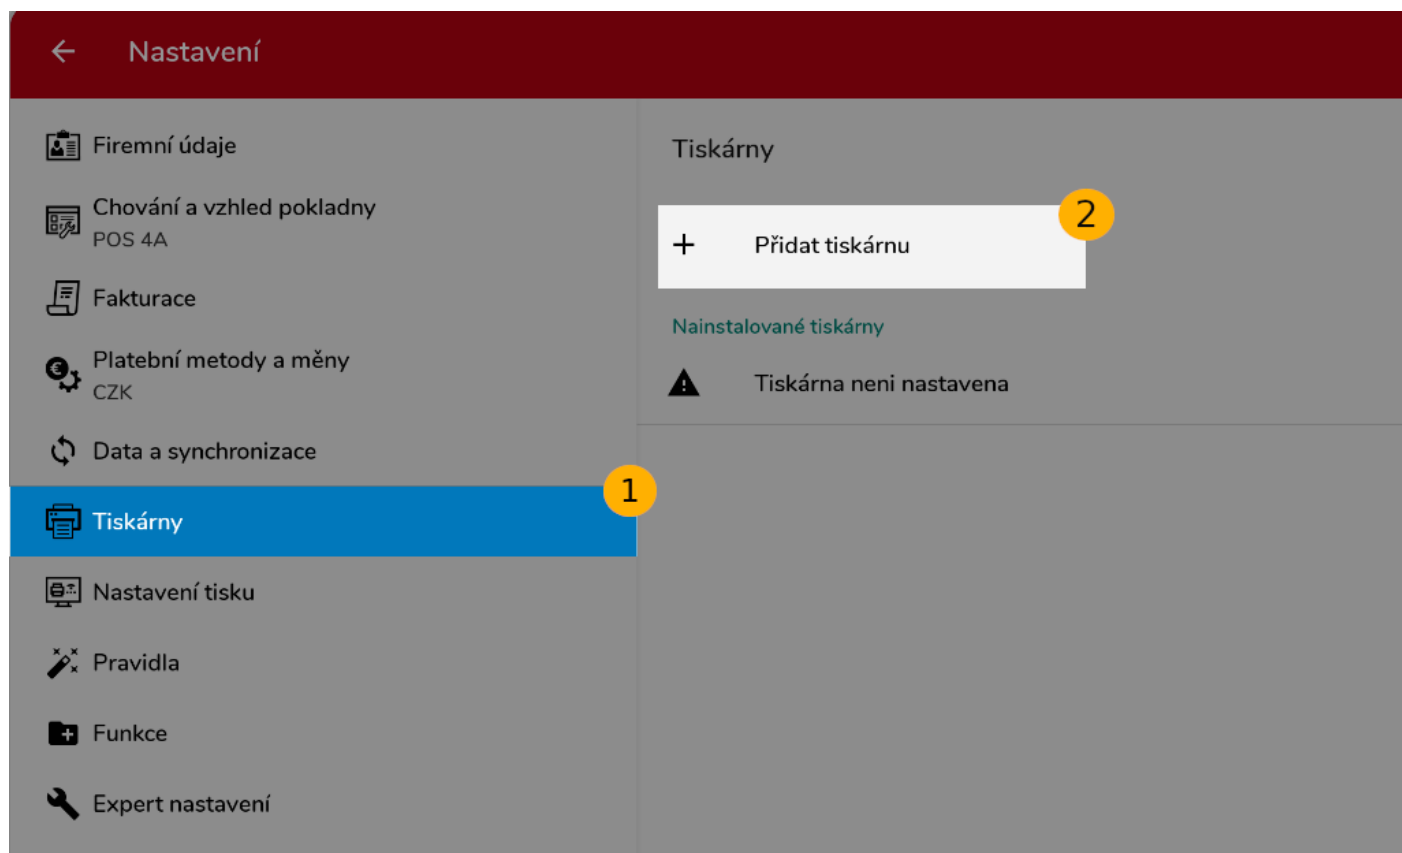 Nastavení
Firemní údaje
Chování a vzhled pokladny
POS 4A
Fakturace
Platební metody a měny
CZK
Data a synchronizace
1
Tiskárny
Nastavení tisku
Pravidla
Funkce
Expert nastavení
Tiskárny
2
Přidat tiskárnu
Nainstalované tiskárny
Tiskárna neni nastavena